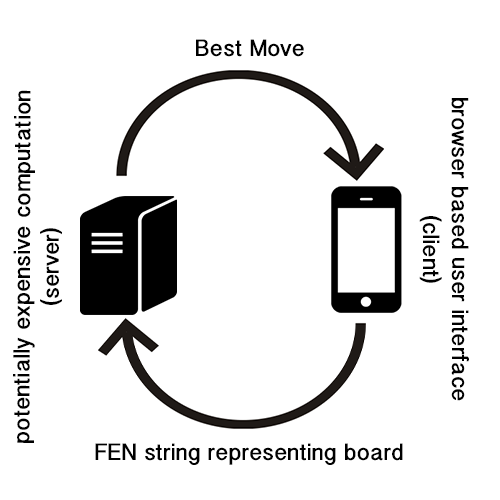 Best Move
potentially expensive computation
(server)
browser based user interface
(client)
FEN string representing board